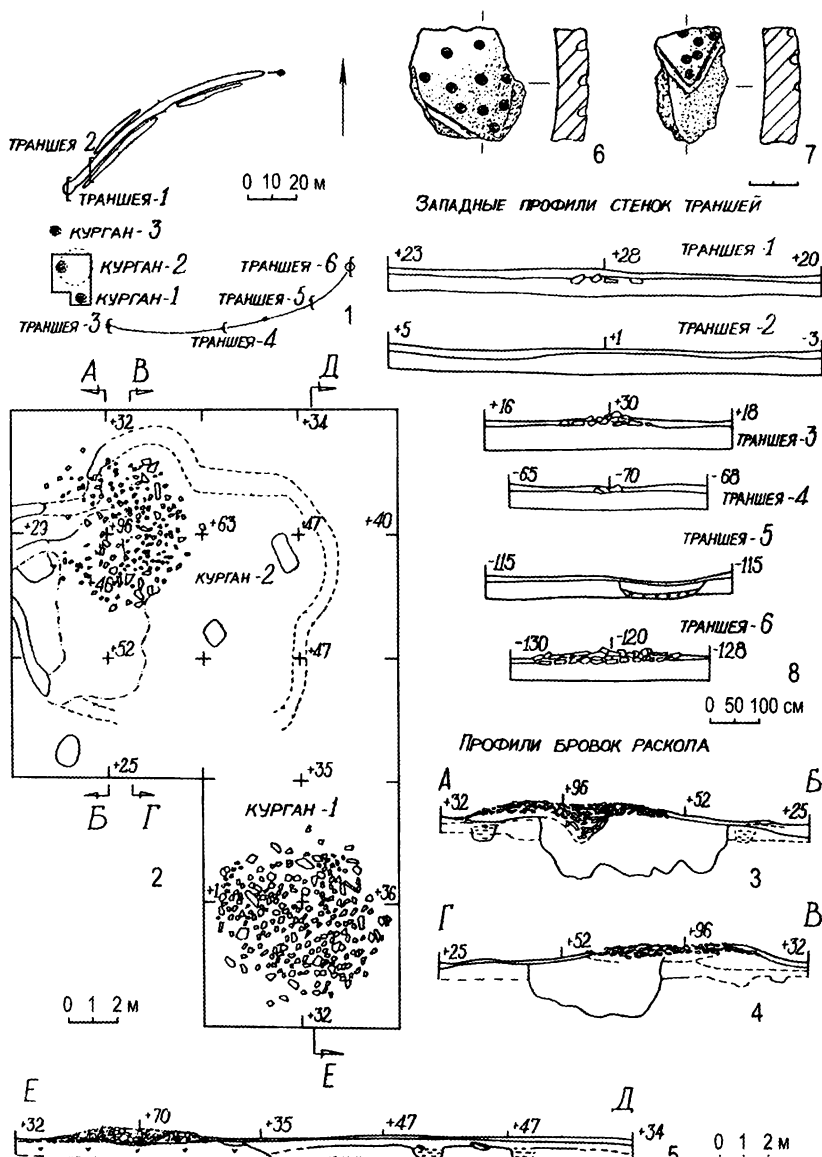 ТРАНШЕЯ 2
ТРАНШЕЯ-1
0 10 20 м
КУРГАН-3
КУРГАН-2
КУРГАН-1
ТРАНШЕЯ-6
ТРАНШЕЯ-5
ТРАНШЕЯ-3
ТРАНШЕЯ-4
1
6
7
ЗАПАДНЫЕ ПРОФИЛИ СТЕНОК ТРАНШЕЙ
ТРАНШЕЯ-1
+23 +28 +20
ТРАНШЕЯ-2
+5 +1 -3
+16 +30 +18
ТРАНШЕЯ-3
-65 -70 -68
ТРАНШЕЯ-4
ТРАНШЕЯ-5
-115 -115
ТРАНШЕЯ-6
-130 -120 -128
8
0 50 100 см
А В Д
+32 +34
+29 +96 +63 +47 +40
КУРГАН-2
+52 +47
+25 +35
Б Г
КУРГАН-1
2
+36
0 1 2 м
+32
Е
ПРОФИЛИ БРОВОК РАСКОПА
А Б
+32 +96 +52 +25
3
Г В
+25 +52 +96 +32
4
Е Д
+32 +70 +35 +47 +47 +34
5
0 1 2 м